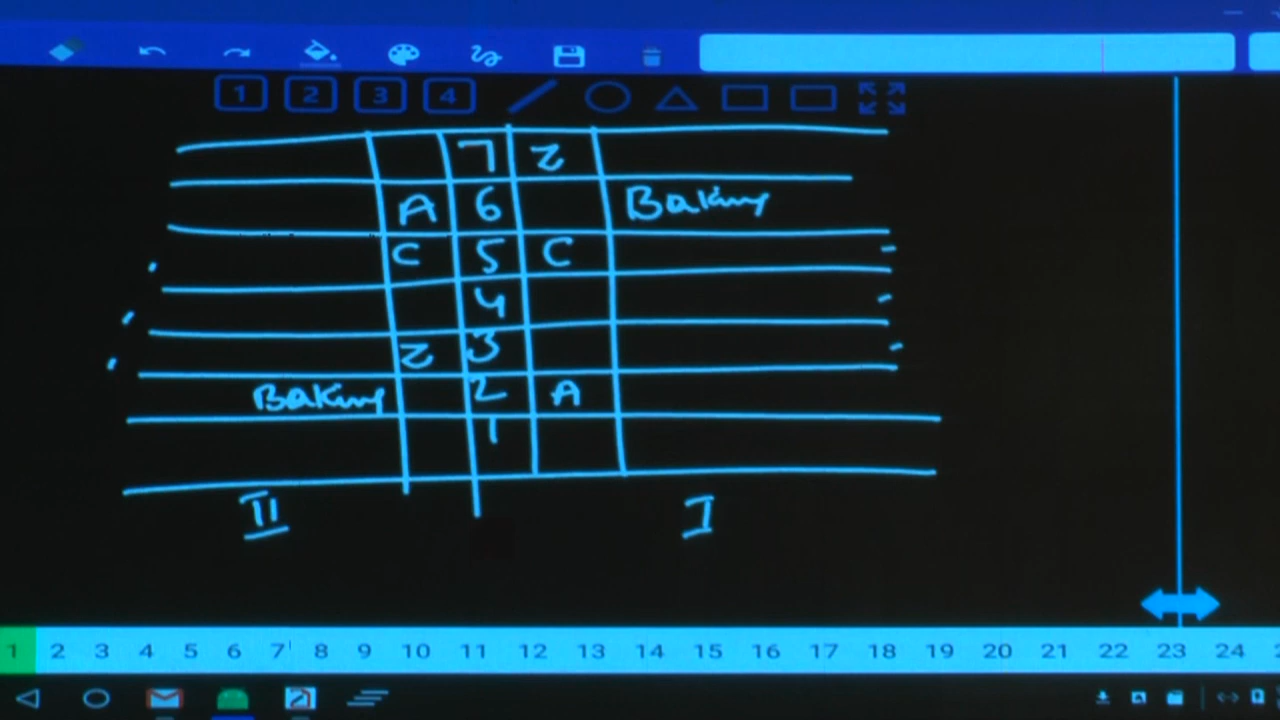 1 2 3 4
7 Z
A 6 Baking
C 5 C
4
Z 3
Baking 2 A
1
II I
1 2 3 4 5 6 7 8 9 10 11 12 13 14 15 16 17 18 19 20 21 22 23 24